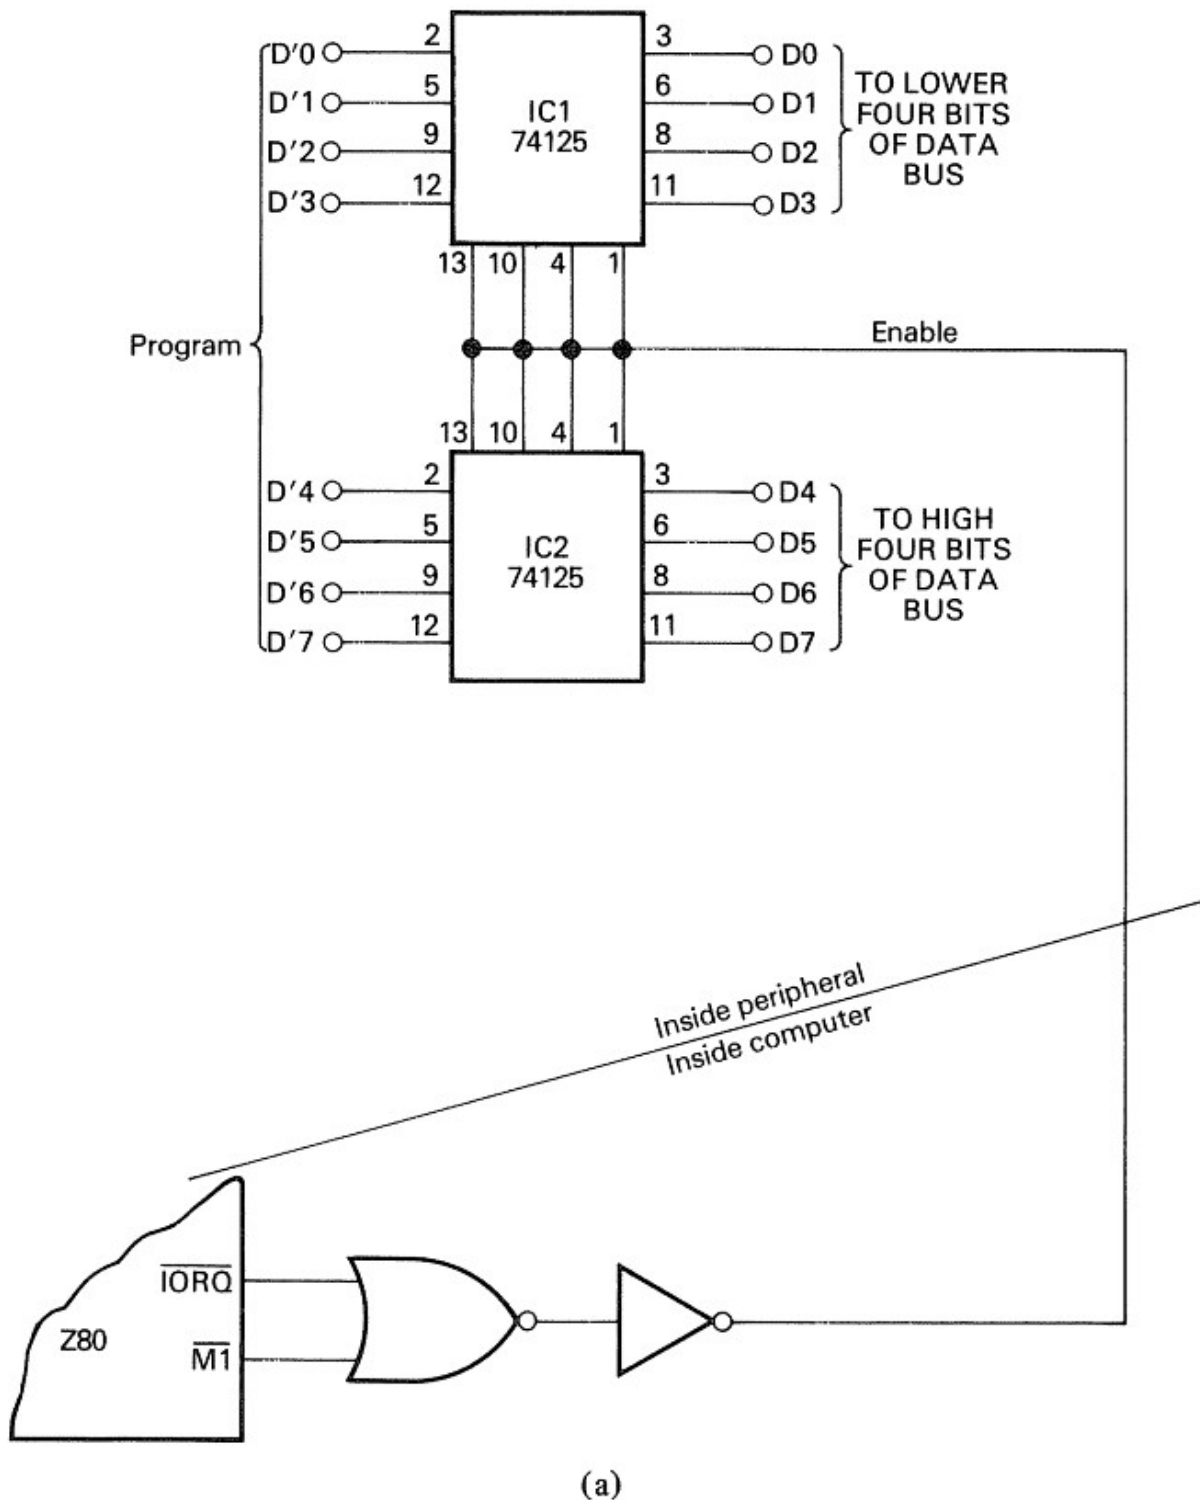 D'0 2 3 D0
D'1 5 6 D1
D'2 9 8 D2
D'3 12 11 D3
IC1
74125
TO LOWER
FOUR BITS
OF DATA
BUS
13 10 4 1
Program
Enable
13 10 4 1
D'4 2 3 D4
D'5 5 6 D5
D'6 9 8 D6
D'7 12 11 D7
IC2
74125
TO HIGH
FOUR BITS
OF DATA
BUS
Inside peripheral
Inside computer
IORQ
Z80
M1
(a)